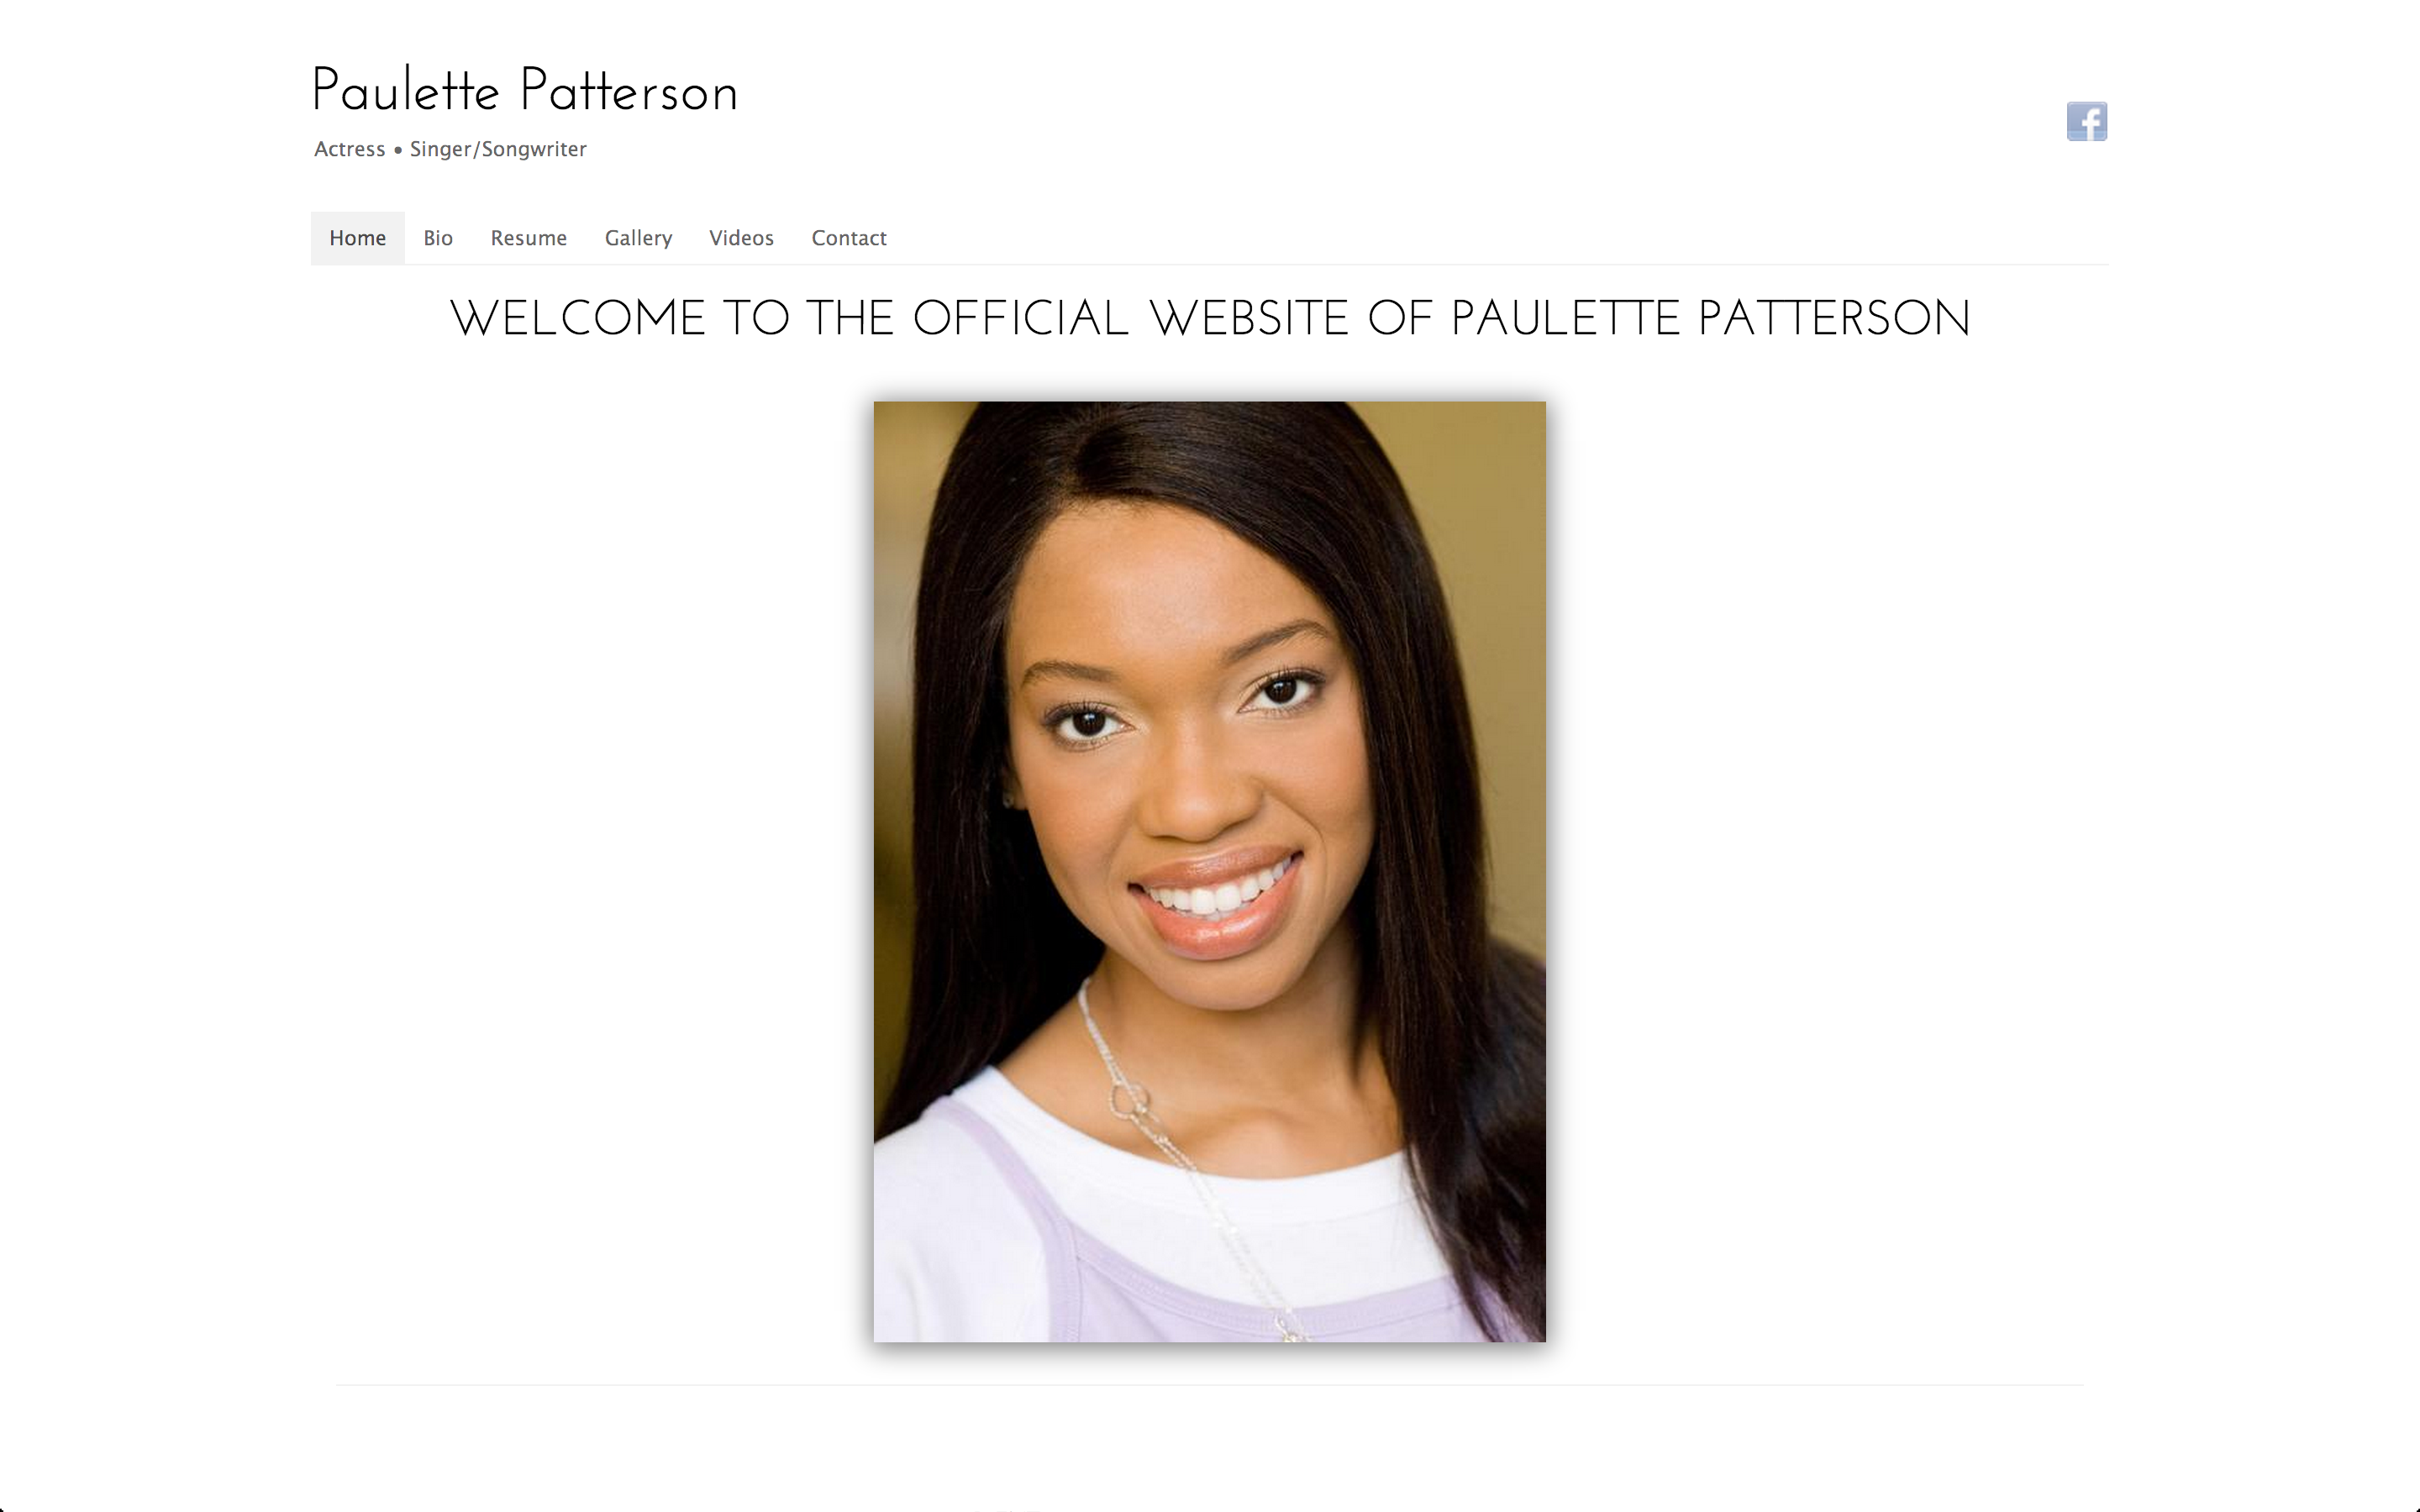 Paulette Patterson
Actress • Singer/Songwriter
Home Bio Resume Gallery Videos Contact
WELCOME TO THE OFFICIAL WEBSITE OF PAULETTE PATTERSON